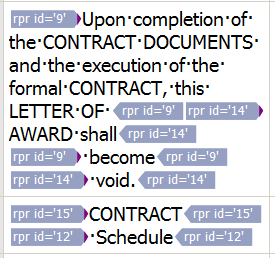 rpr id='9' Upon·completion·of·
the·CONTRACT·DOCUMENTS·
and·the·execution·of·the·
formal·CONTRACT,·this·
LETTER·OF· rpr id='9' rpr id='14'
AWARD·shall rpr id='14'
rpr id='9' ·become rpr id='9'
rpr id='14' ·void. rpr id='14'
rpr id='15' CONTRACT rpr id='15'
rpr id='12' ·Schedule rpr id='12'